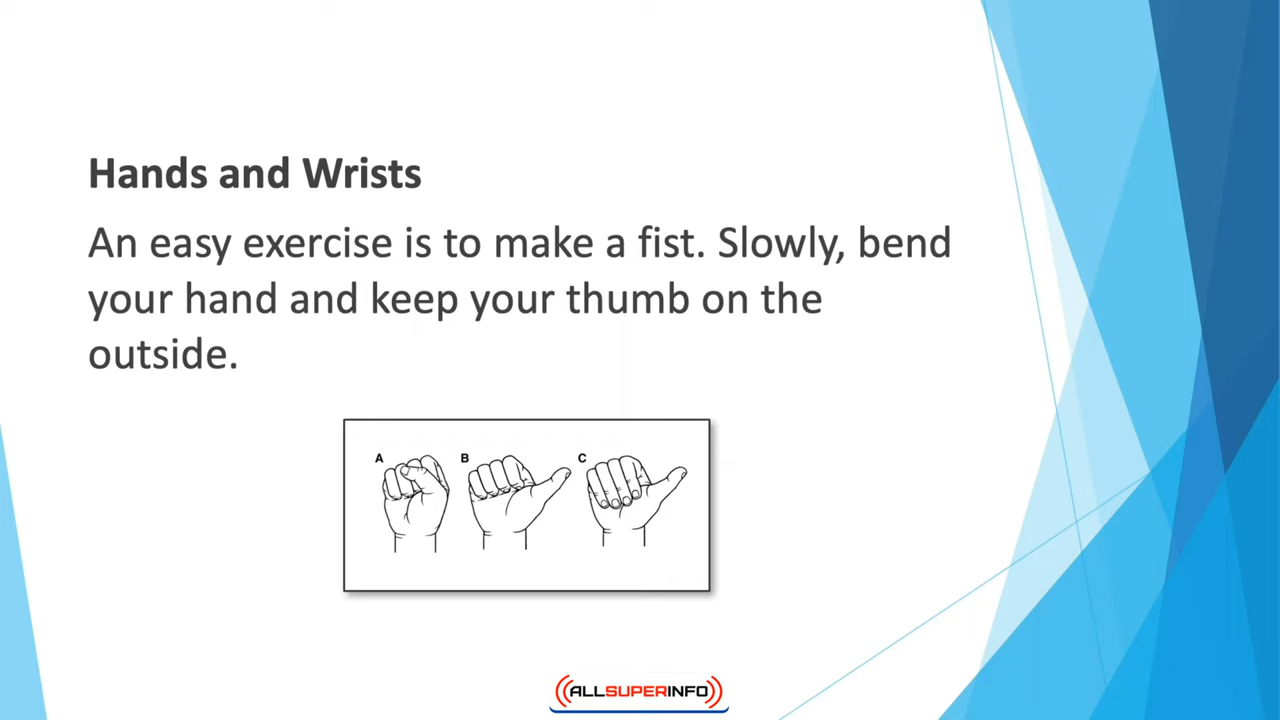 Hands and Wrists
An easy exercise is to make a fist. Slowly, bend
your hand and keep your thumb on the
outside.
A B C
ALLSUPERINFO